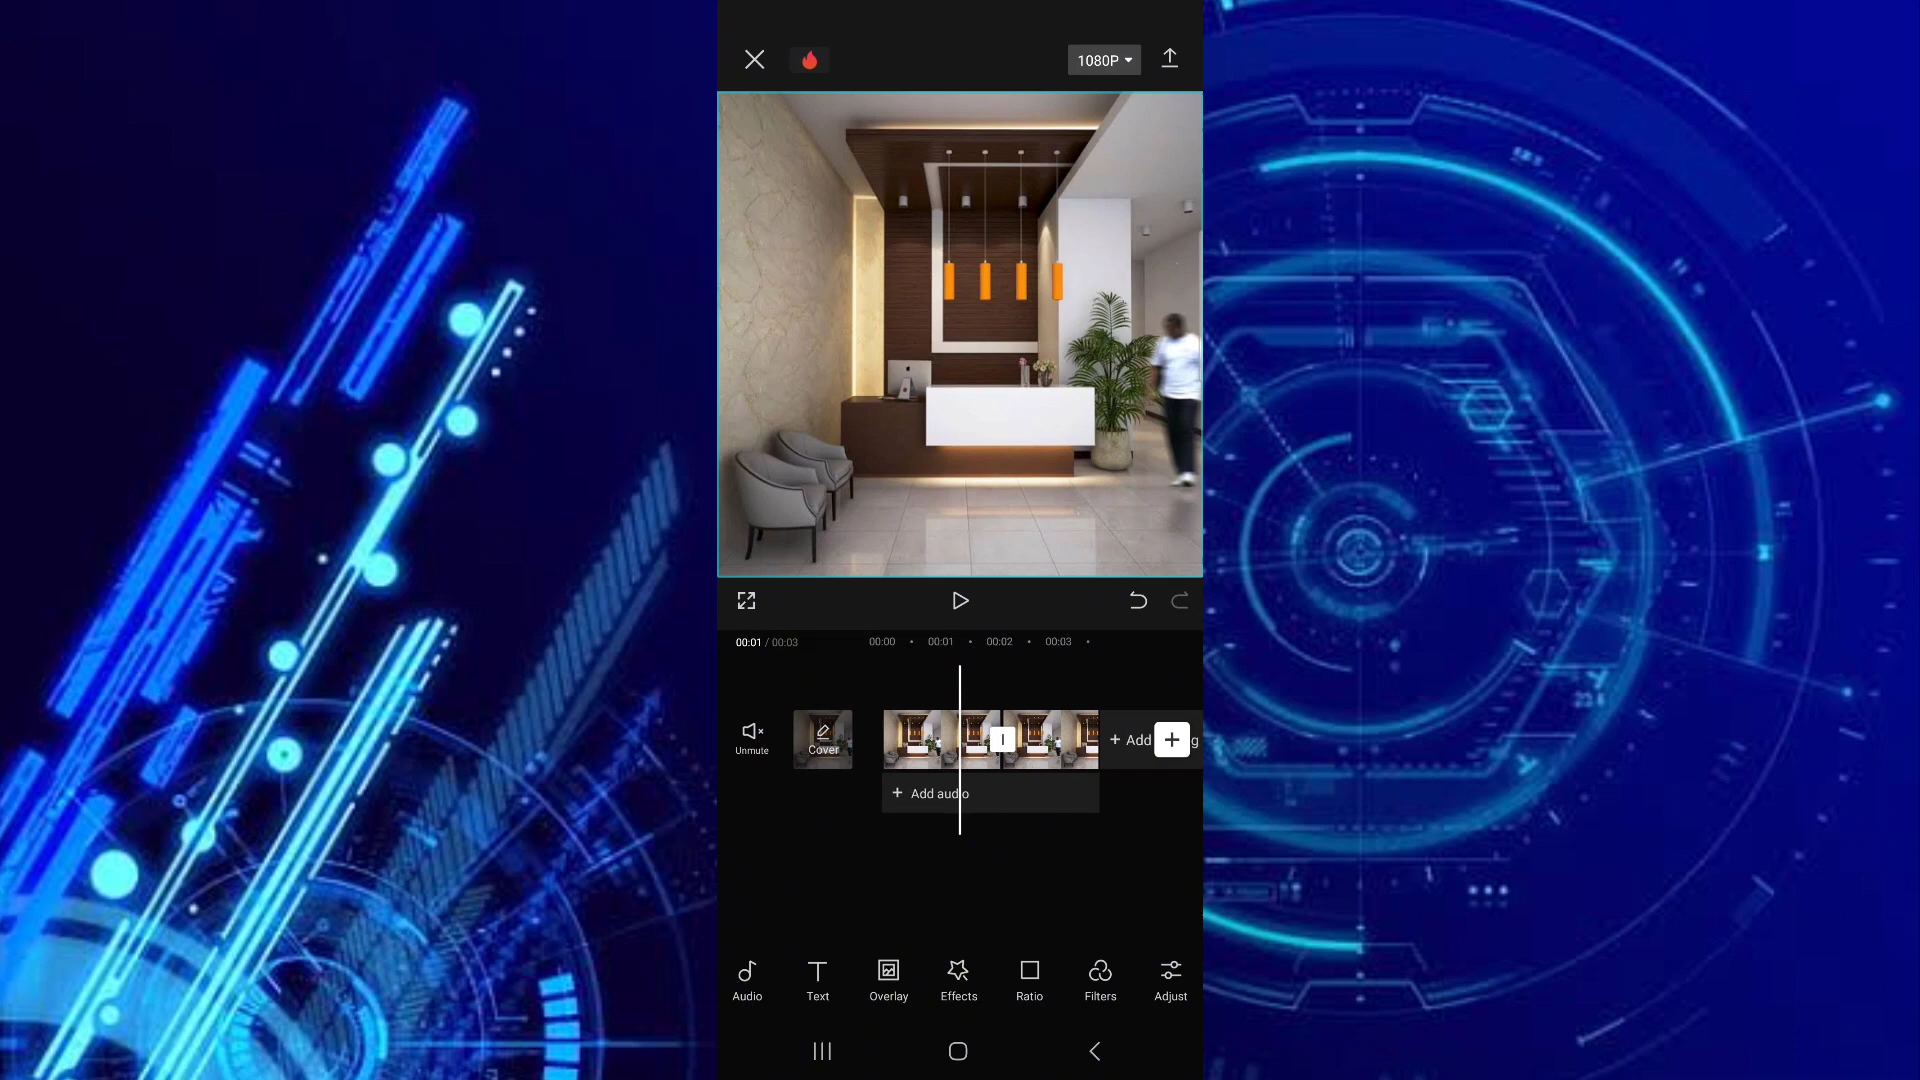 1080P
00:01 / 00:03
00:00 • 00:01 • 00:02 • 00:03 •
Unmute
Cover
+ Add
g
+ Add audio
Audio
Text
Overlay
Effects
Ratio
Filters
Adjust